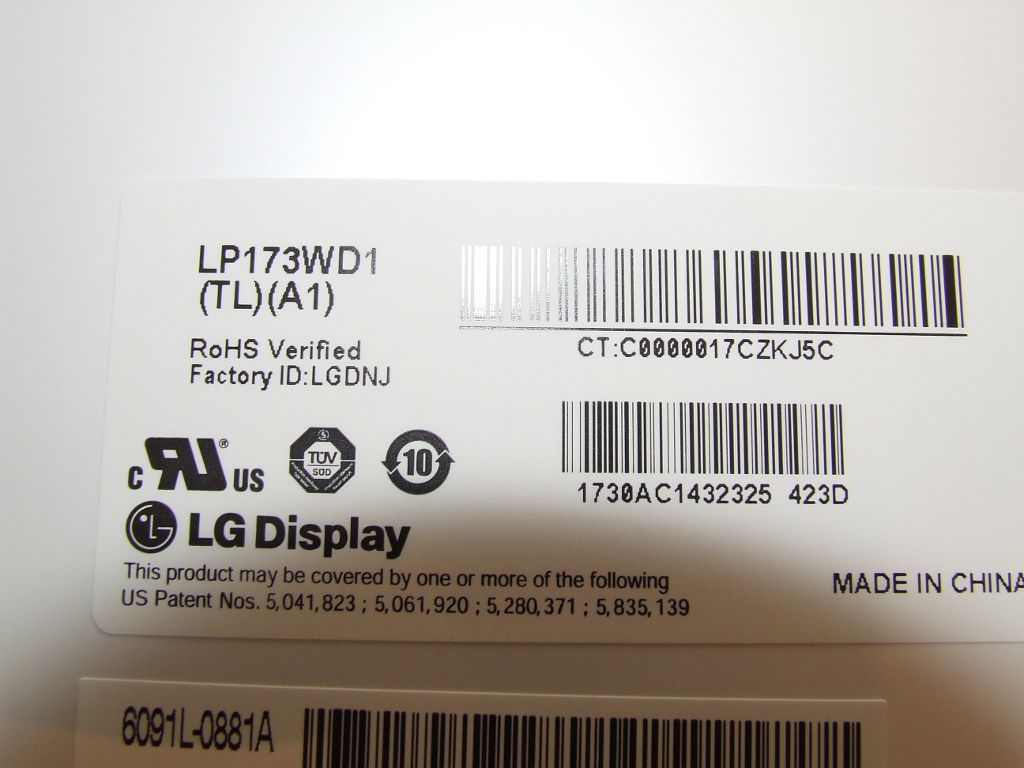 LP173WD1
(TL)(A1)
RoHS Verified
Factory ID:LGDNJ
CT:C0000017CZKJ5C
1730AC1432325 423D
C RU® US
TÜV
SÜD
10
LG Display
This product may be covered by one or more of the following
US Patent Nos. 5,041,823 ; 5,061,920 ; 5,280,371 ; 5,835,139
MADE IN CHINA
6091L-0881A